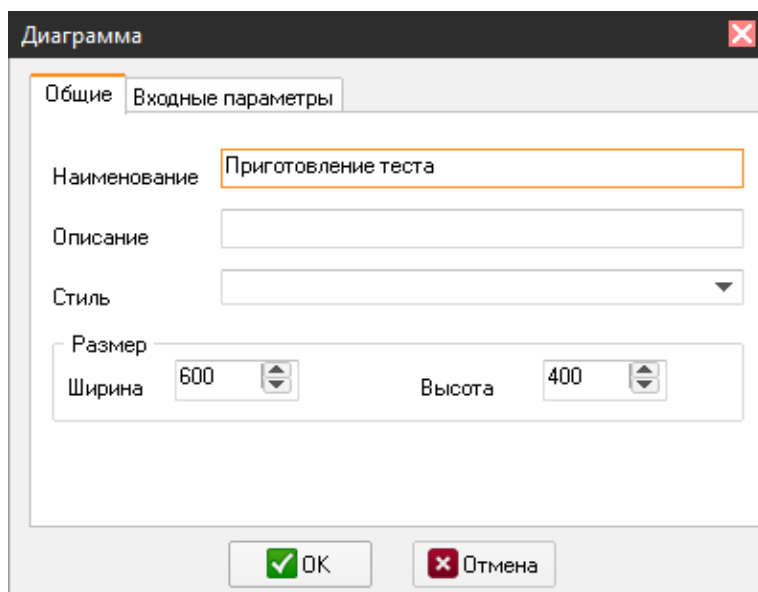 Диаграмма
Общие Входные параметры
Наименование Приготовление теста
Описание
Стиль
Размер
Ширина 600 Высота 400
OK Отмена